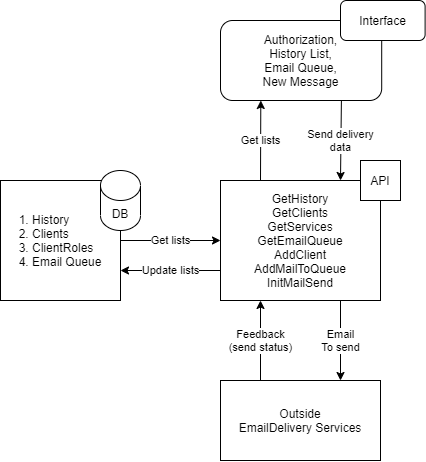 Interface
Authorization,
History List,
Email Queue,
New Message
Get lists
Send delivery
data
API
DB
1. History
2. Clients
3. ClientRoles
4. Email Queue
Get lists
Update lists
GetHistory
GetClients
GetServices
GetEmailQueue
AddClient
AddMailToQueue
InitMailSend
Feedback
(send status)
Email
To send
Outside
EmailDelivery Services